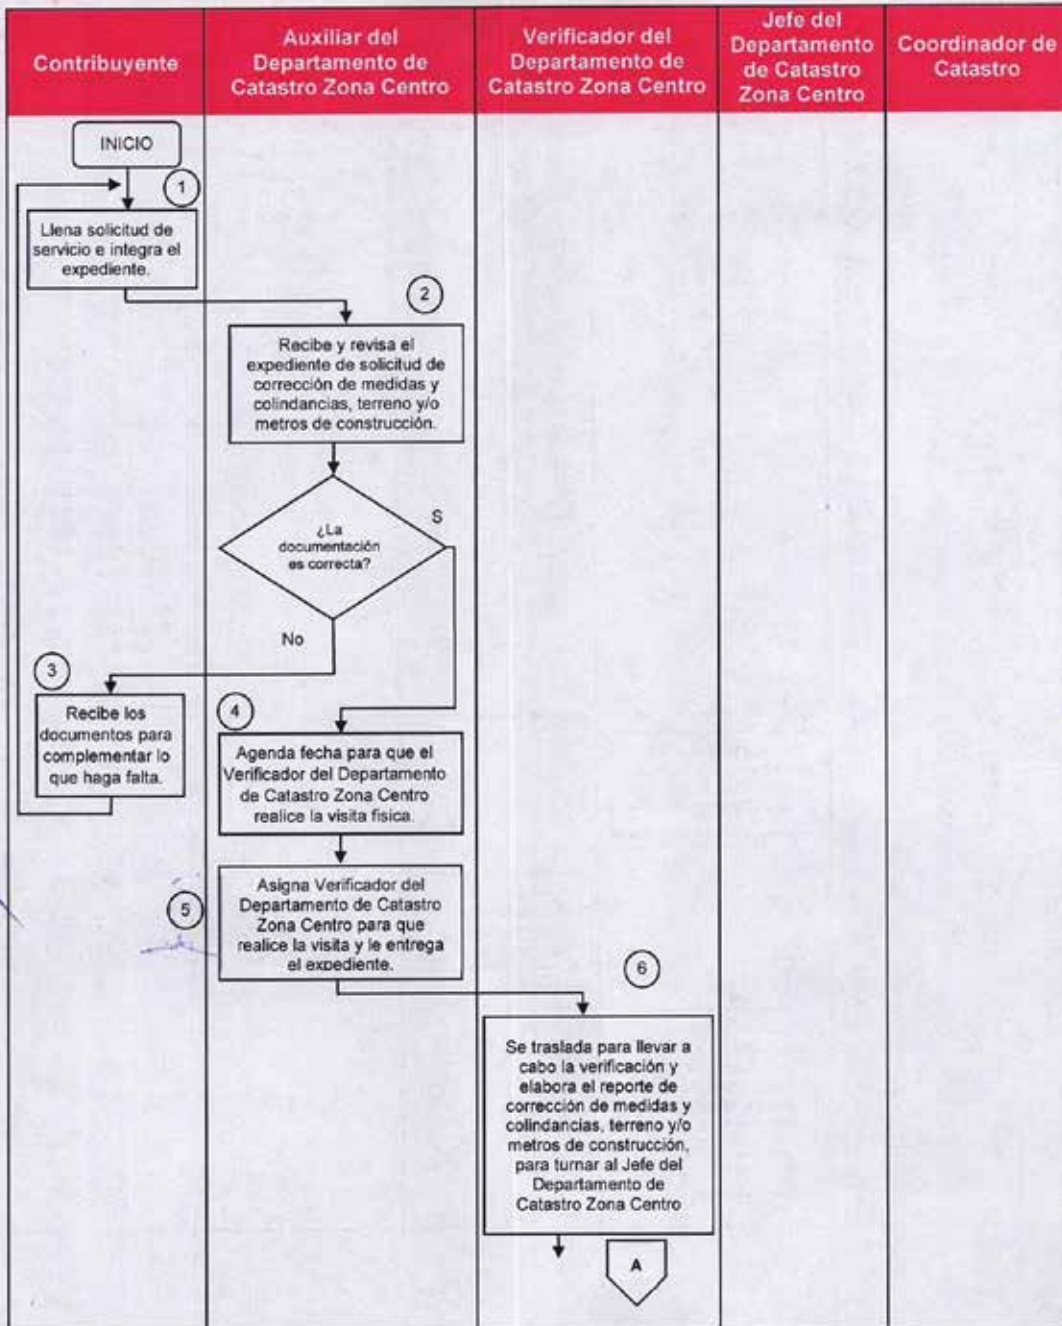 Contribuyente
Auxiliar del
Departamento de
Catastro Zona Centro
Verificador del
Departamento de
Catastro Zona Centro
Jefe del
Departamento
de Catastro
Zona Centro
Coordinador de
Catastro
INICIO
1
Llena solicitud de
servicio e integra el
expediente.
2
Recibe y revisa el
expediente de solicitud de
corrección de medidas y
colindancias, terreno y/o
metros de construcción.
¿La
documentación
es correcta?
S
No
3
Recibe los
documentos para
complementar lo
que haga falta.
4
Agenda fecha para que el
Verificador del Departamento
de Catastro Zona Centro
realice la visita física.
5
Asigna Verificador del
Departamento de Catastro
Zona Centro para que
realice la visita y le entrega
el expediente.
6
Se traslada para llevar a
cabo la verificación y
elabora el reporte de
corrección de medidas y
colindancias, terreno y/o
metros de construcción,
para turnar al Jefe del
Departamento de
Catastro Zona Centro
A